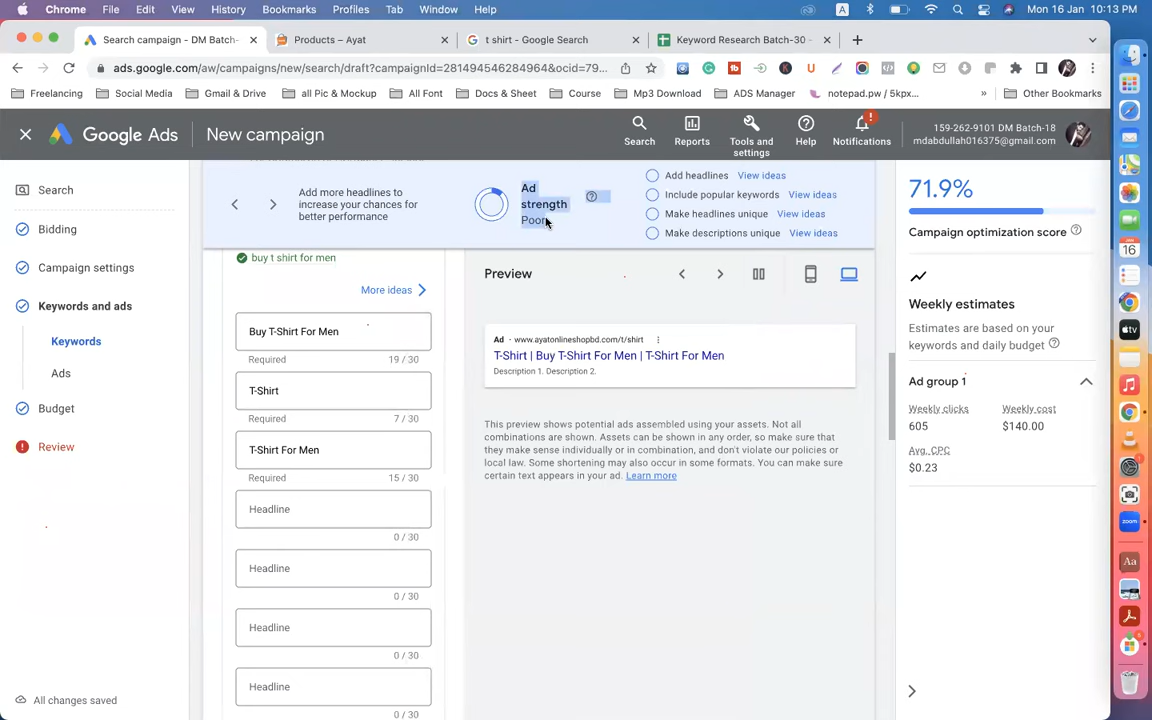 Chrome File Edit View History Bookmarks Profiles Tab Window Help
A
Mon 16 Jan 10:13 PM
Search campaign - DM Batch-
Products – Ayat
t shirt - Google Search
Keyword Research Batch-30 -
ads.google.com/aw/campaigns/new/search/draft?campaignId=281494546284964&ocid=79...
Freelancing
Social Media
Gmail & Drive
all Pic & Mockup
All Font
Docs & Sheet
Course
Mp3 Download
ADS Manager
notepad.pw / 5kpx...
»
Other Bookmarks
Google Ads
New campaign
Search
Reports
Tools and
settings
Help
Notifications
159-262-9101 DM Batch-18
mdabdullah016375@gmail.com
Search
Bidding
Campaign settings
Keywords and ads
Keywords
Ads
Budget
Review
All changes saved
Add more headlines to
increase your chances for
better performance
Ad
strength
Poor
Add headlines View ideas
Include popular keywords View ideas
Make headlines unique View ideas
Make descriptions unique View ideas
buy t shirt for men
More ideas
Buy T-Shirt For Men
Required 19 / 30
T-Shirt
Required 7 / 30
T-Shirt For Men
Required 15 / 30
Headline
0 / 30
Headline
0 / 30
Headline
0 / 30
Headline
0 / 30
Preview
Ad · www.ayatonlineshopbd.com/t/shirt
T-Shirt | Buy T-Shirt For Men | T-Shirt For Men
Description 1. Description 2.
This preview shows potential ads assembled using your assets. Not all
combinations are shown. Assets can be shown in any order, so make sure that
they make sense individually or in combination, and don't violate our policies or
local law. Some shortening may also occur in some formats. You can make sure
certain text appears in your ad. Learn more
71.9%
Campaign optimization score
Weekly estimates
Estimates are based on your
keywords and daily budget
Ad group 1
Weekly clicks Weekly cost
605 $140.00
Avg. CPC
$0.23
JAN
16
tv
zoom
Aa